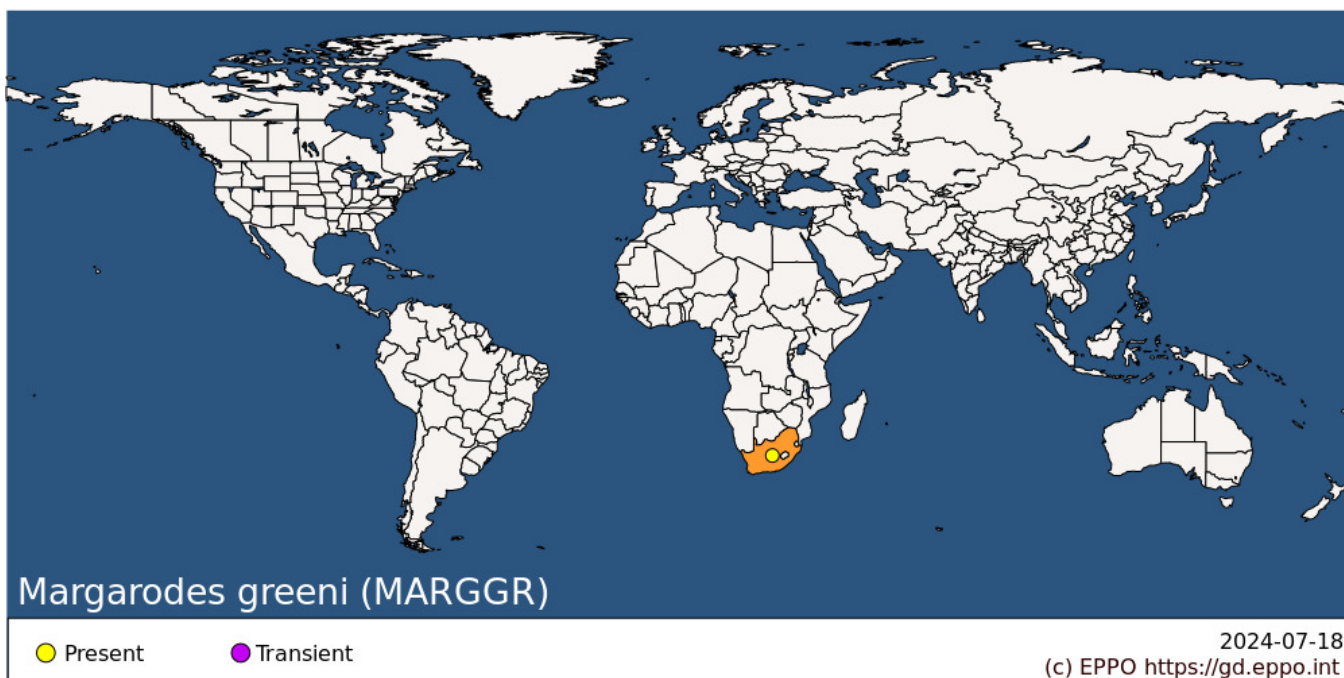 Margarodes greeni (MARGGR)
Present
Transient
2024-07-18
(c) EPPO https://gd.eppo.int